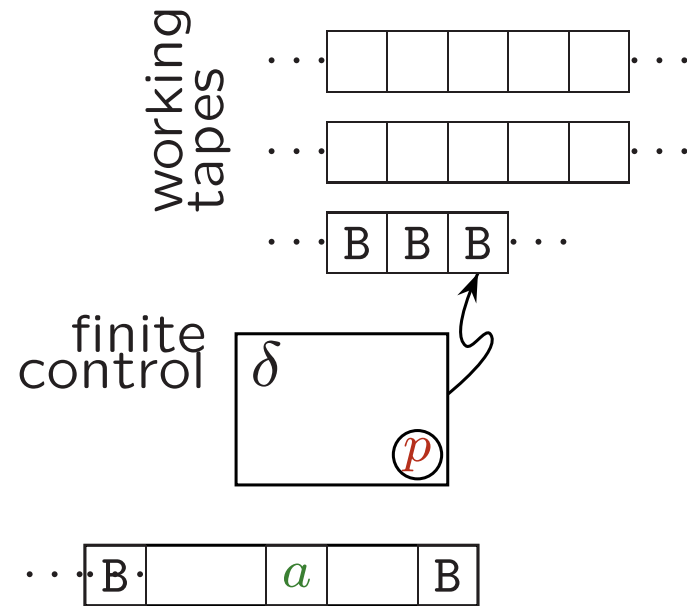 working
tapes
B B B
finite
control
δ
p
B a B